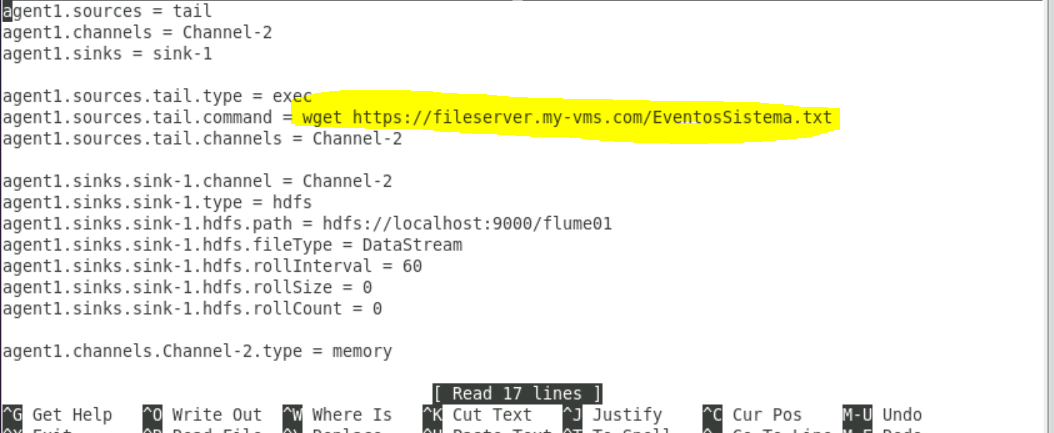 agent1.sources = tail
agent1.channels = Channel-2
agent1.sinks = sink-1
agent1.sources.tail.type = exec
agent1.sources.tail.command = wget https://fileserver.my-vms.com/EventosSistema.txt
agent1.sources.tail.channels = Channel-2
agent1.sinks.sink-1.channel = Channel-2
agent1.sinks.sink-1.type = hdfs
agent1.sinks.sink-1.hdfs.path = hdfs://localhost:9000/flume01
agent1.sinks.sink-1.hdfs.fileType = DataStream
agent1.sinks.sink-1.hdfs.rollInterval = 60
agent1.sinks.sink-1.hdfs.rollSize = 0
agent1.sinks.sink-1.hdfs.rollCount = 0
agent1.channels.Channel-2.type = memory
[ Read 17 lines ]
^G Get Help ^O Write Out ^W Where Is ^K Cut Text ^J Justify ^C Cur Pos M-U Undo